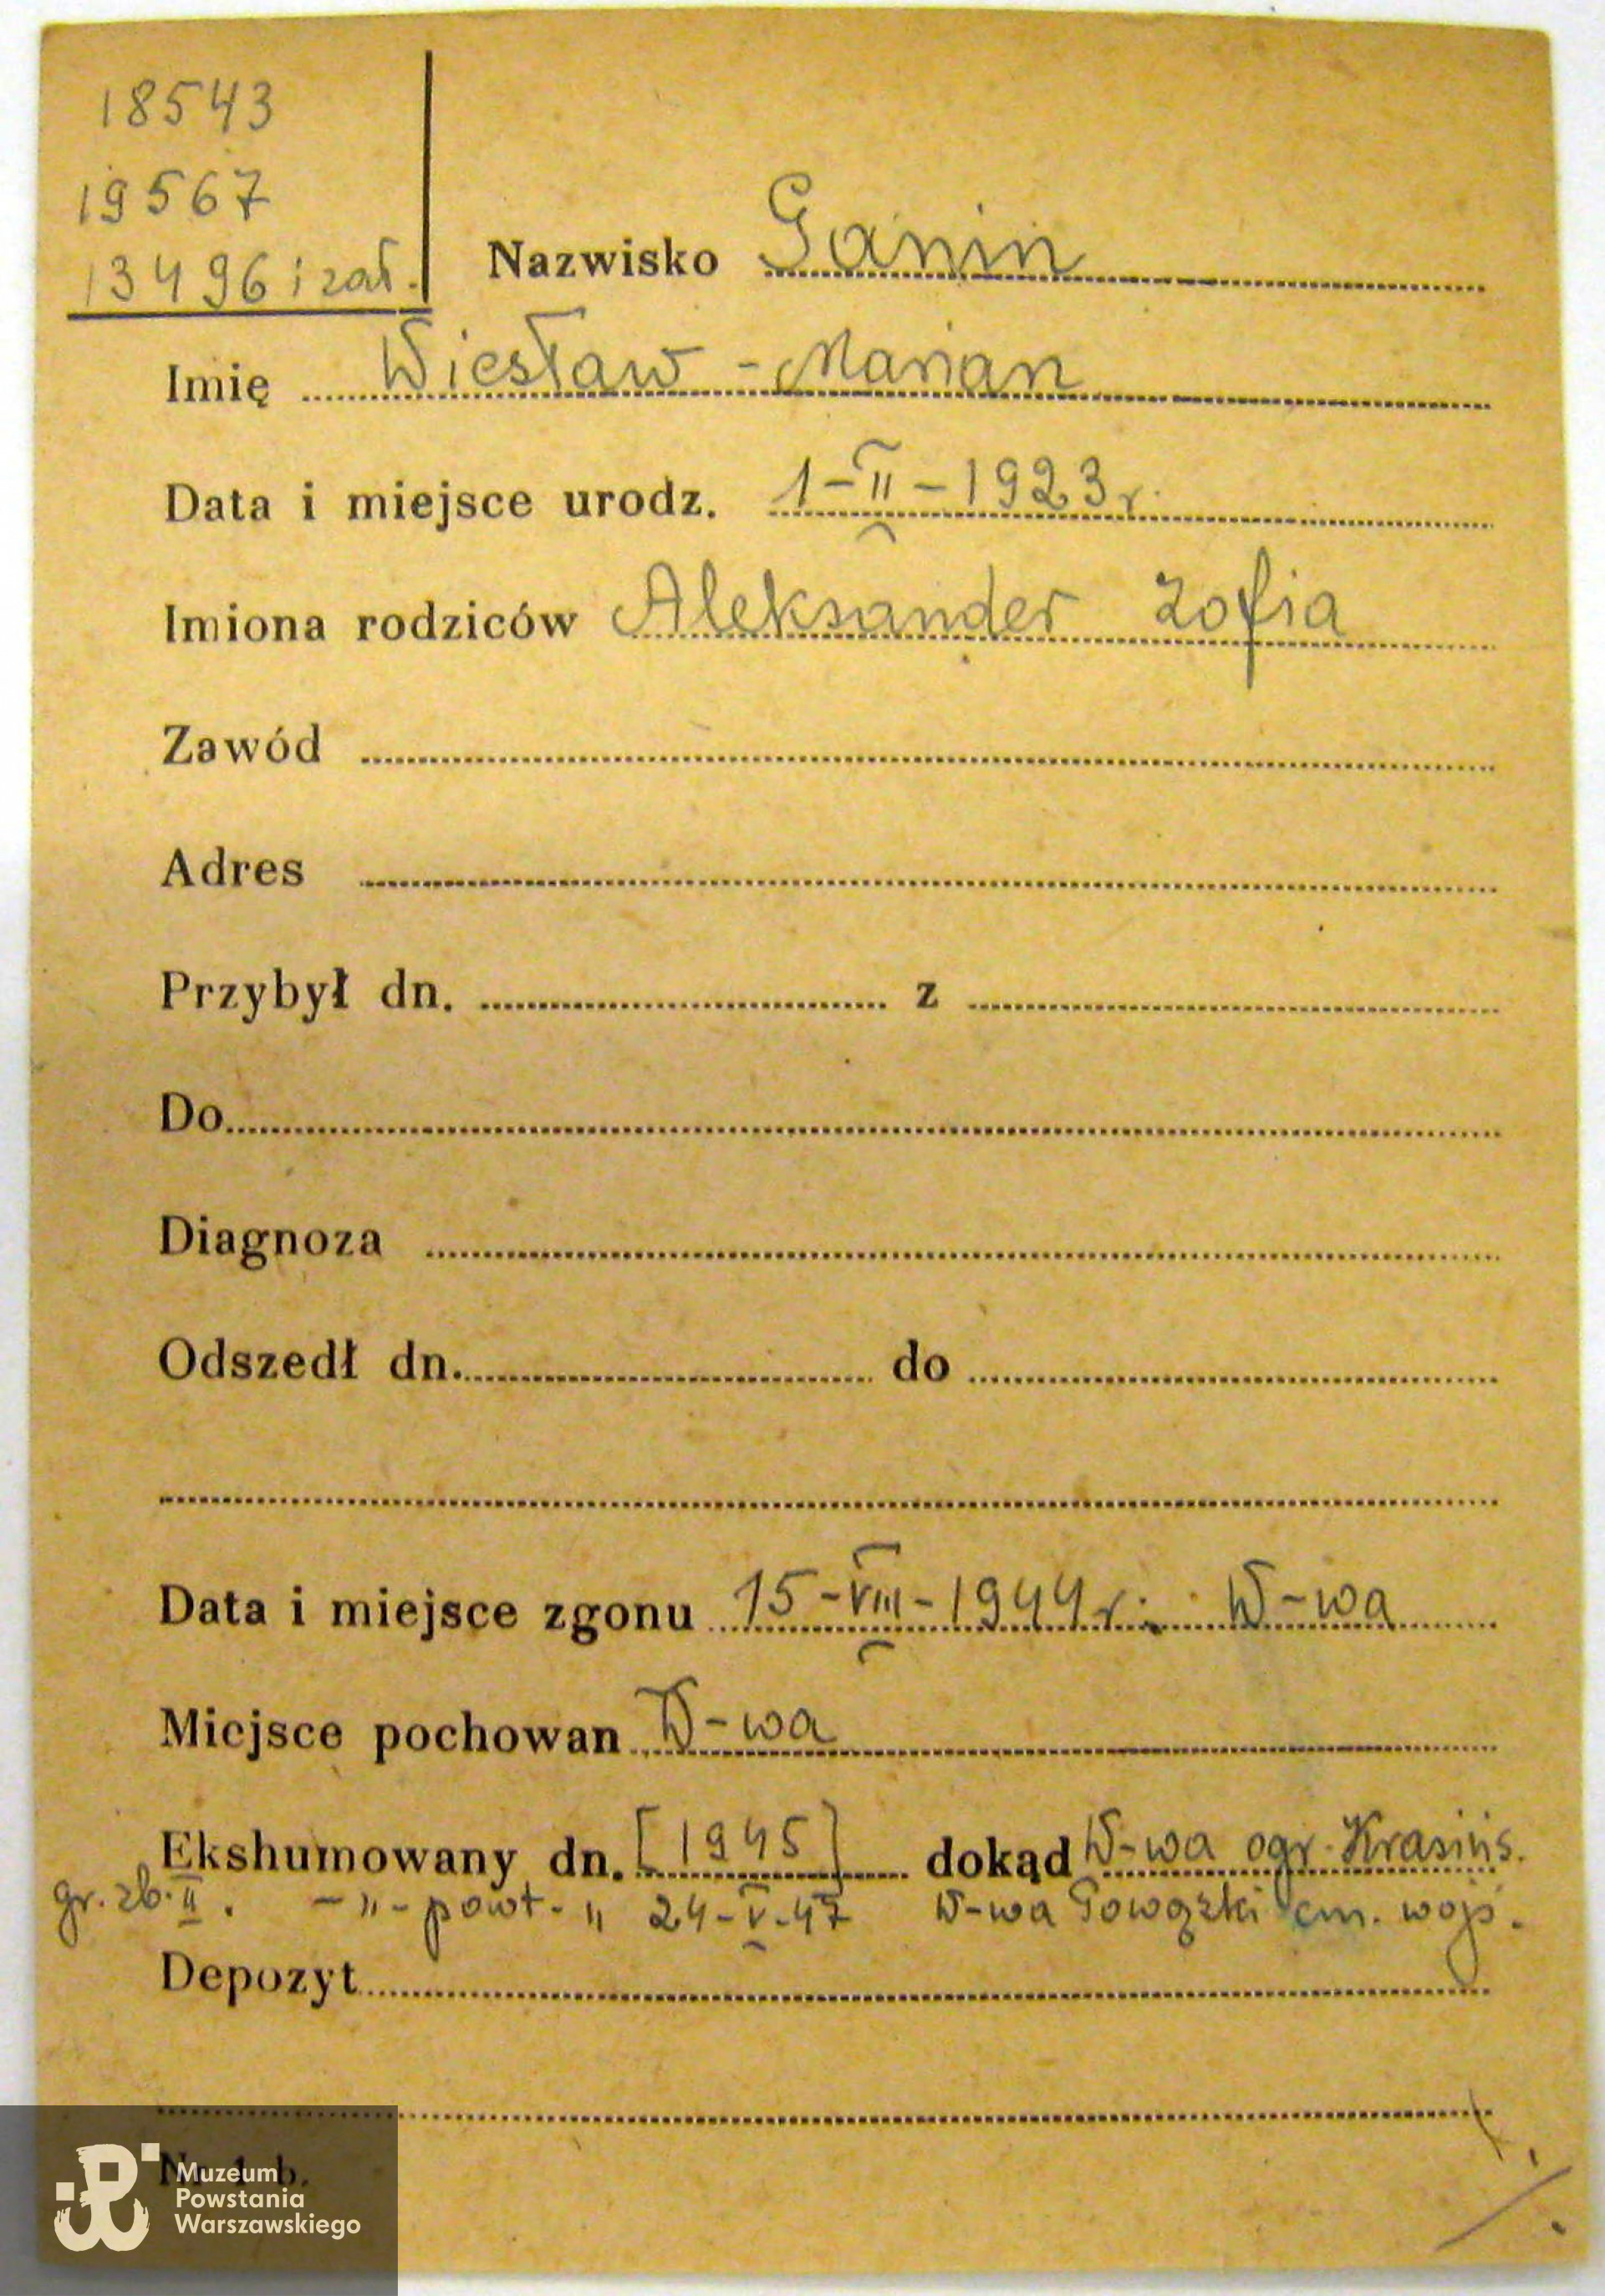 18543
19567
13496 i zał.
Nazwisko Ganin
Imię Wiesław - Marian
Data i miejsce urodz. 1-II-1923 r.
Imiona rodziców Aleksander Zofia
Zawód
Adres
Przybył dn. z
Do
Diagnoza
Odszedł dn. do
Data i miejsce zgonu 15-VIII-1944 r. W-wa
Miejsce pochowan W-wa
Ekshumowany dn. [1945] dokąd W-wa ogr. Krasińs.
gr. zb. II. -"- powt. " 24-V-47 W-wa Powązki cm. wojs.
Depozyt
Muzeum
Powstania
Warszawskiego